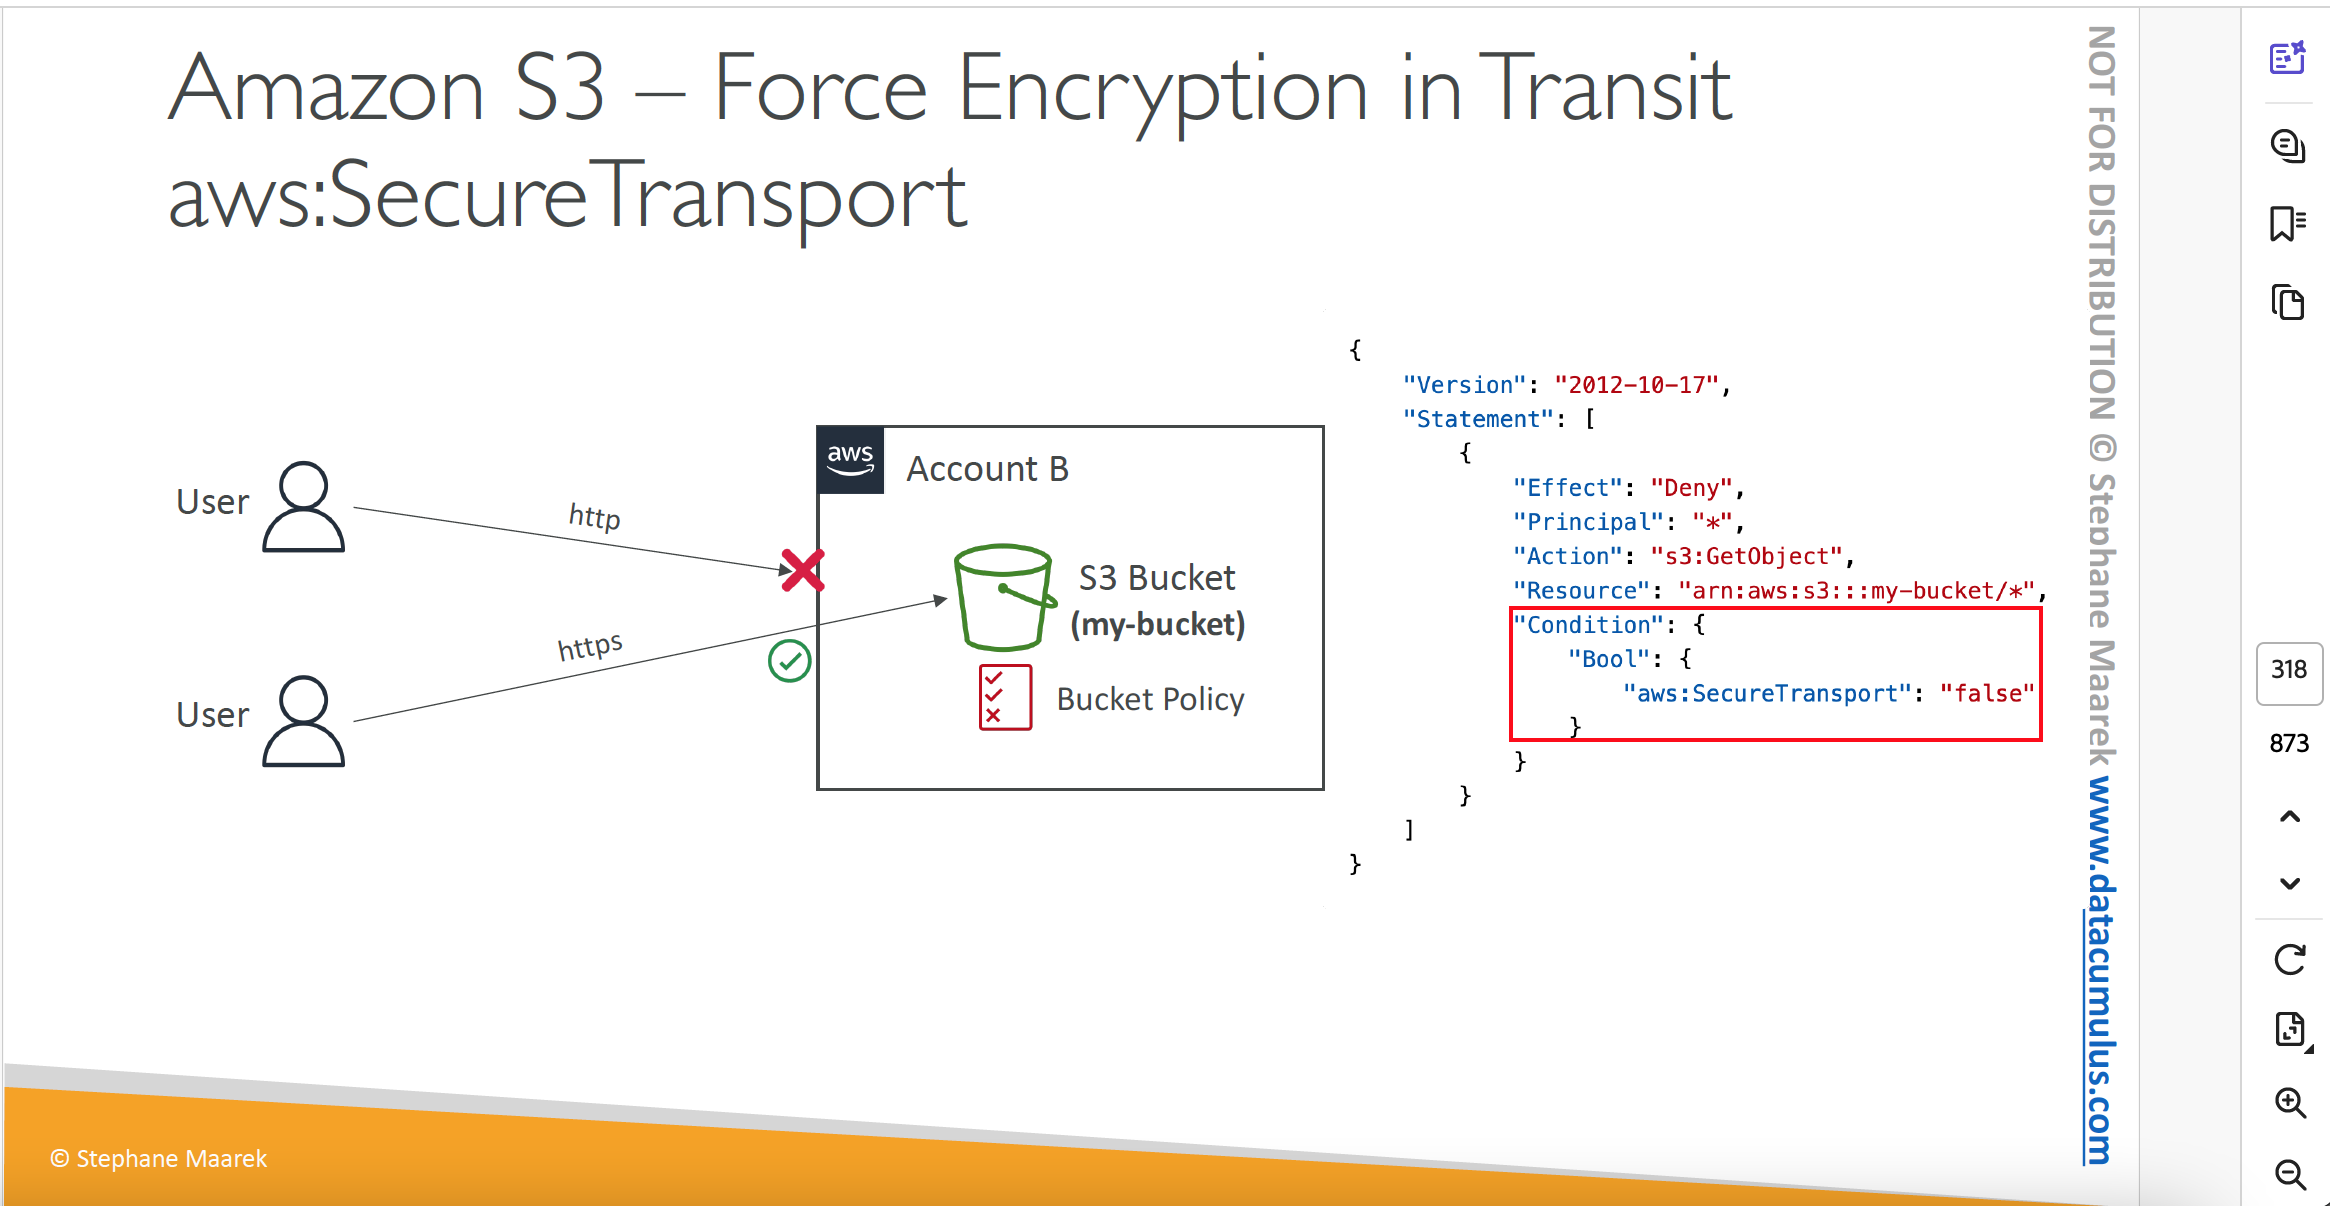 Amazon S3 – Force Encryption in Transit
aws:SecureTransport
User
http
User
https
aws
Account B
S3 Bucket
(my-bucket)
Bucket Policy
{
"Version": "2012-10-17",
"Statement": [
{
"Effect": "Deny",
"Principal": "*",
"Action": "s3:GetObject",
"Resource": "arn:aws:s3:::my-bucket/*",
"Condition": {
"Bool": {
"aws:SecureTransport": "false"
}
}
}
]
}
© Stephane Maarek
NOT FOR DISTRIBUTION © Stephane Maarek www.datacumulus.com
318
873